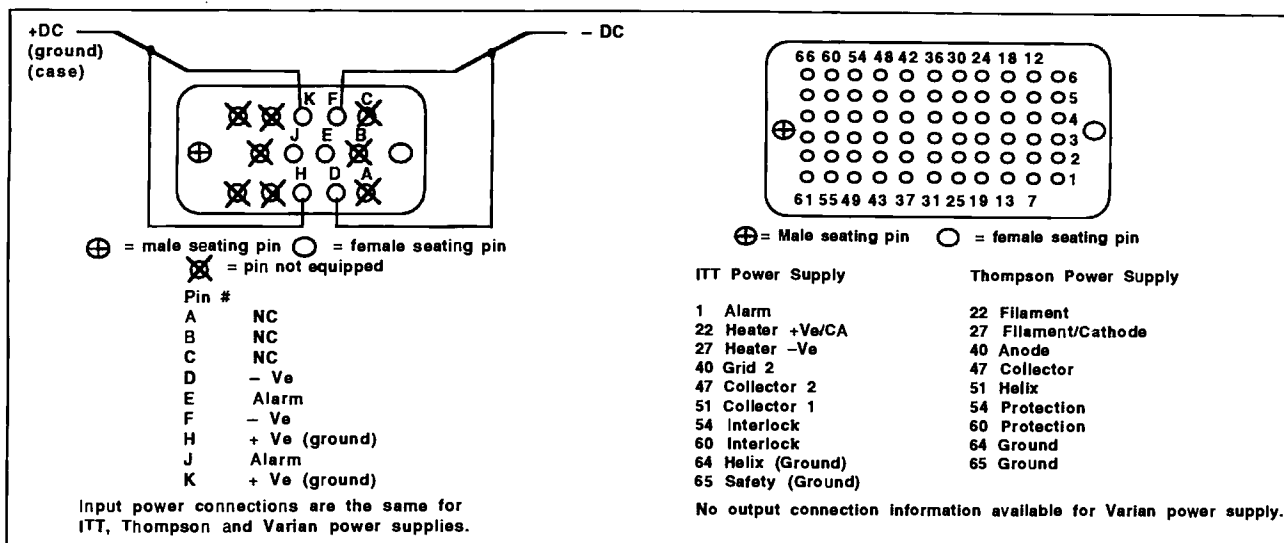 +DC
(ground)
(case)
– DC
K F C
J E B
H D A
⊕ = male seating pin ○ = female seating pin
= pin not equipped
Pin #
A NC
B NC
C NC
D – Ve
E Alarm
F – Ve
H + Ve (ground)
J Alarm
K + Ve (ground)
Input power connections are the same for
ITT, Thompson and Varian power supplies.
66 60 54 48 42 36 30 24 18 12
6
5
4
3
2
1
61 55 49 43 37 31 25 19 13 7
⊕ = Male seating pin ○ = female seating pin
ITT Power Supply
1 Alarm
22 Heater +Ve/CA
27 Heater –Ve
40 Grid 2
47 Collector 2
51 Collector 1
54 Interlock
60 Interlock
64 Helix (Ground)
65 Safety (Ground)
Thompson Power Supply
22 Filament
27 Filament/Cathode
40 Anode
47 Collector
51 Helix
54 Protection
60 Protection
64 Ground
65 Ground
No output connection information available for Varian power supply.